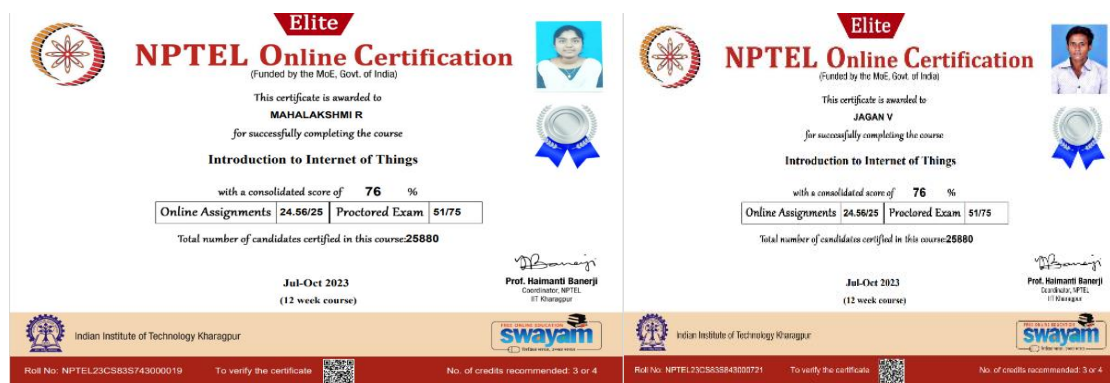 Elite
NPTEL Online Certification
(Funded by the MoE, Govt. of India)
This certificate is awarded to
MAHALAKSHMI R
for successfully completing the course
Introduction to Internet of Things
with a consolidated score of 76 %
Online Assignments 24.56/25 Proctored Exam 51/75
Total number of candidates certified in this course:25880
Jul-Oct 2023
(12 week course)
Prof. Haimanti Banerji
Coordinator, NPTEL
IIT Kharagpur
Indian Institute of Technology Kharagpur
FREE ONLINE EDUCATION
swayam
Roll No: NPTEL23CS83S743000019 To verify the certificate No. of credits recommended: 3 or 4
Elite
NPTEL Online Certification
(Funded by the MoE, Govt. of India)
This certificate is awarded to
JAGAN V
for successfully completing the course
Introduction to Internet of Things
with a consolidated score of 76 %
Online Assignments 24.56/25 Proctored Exam 51/75
Total number of candidates certified in this course:25880
Jul-Oct 2023
(12 week course)
Prof. Haimanti Banerji
Coordinator, NPTEL
IIT Kharagpur
Indian Institute of Technology Kharagpur
FREE ONLINE EDUCATION
swayam
Roll No: NPTEL23CS83S843000721 To verify the certificate No. of credits recommended: 3 or 4